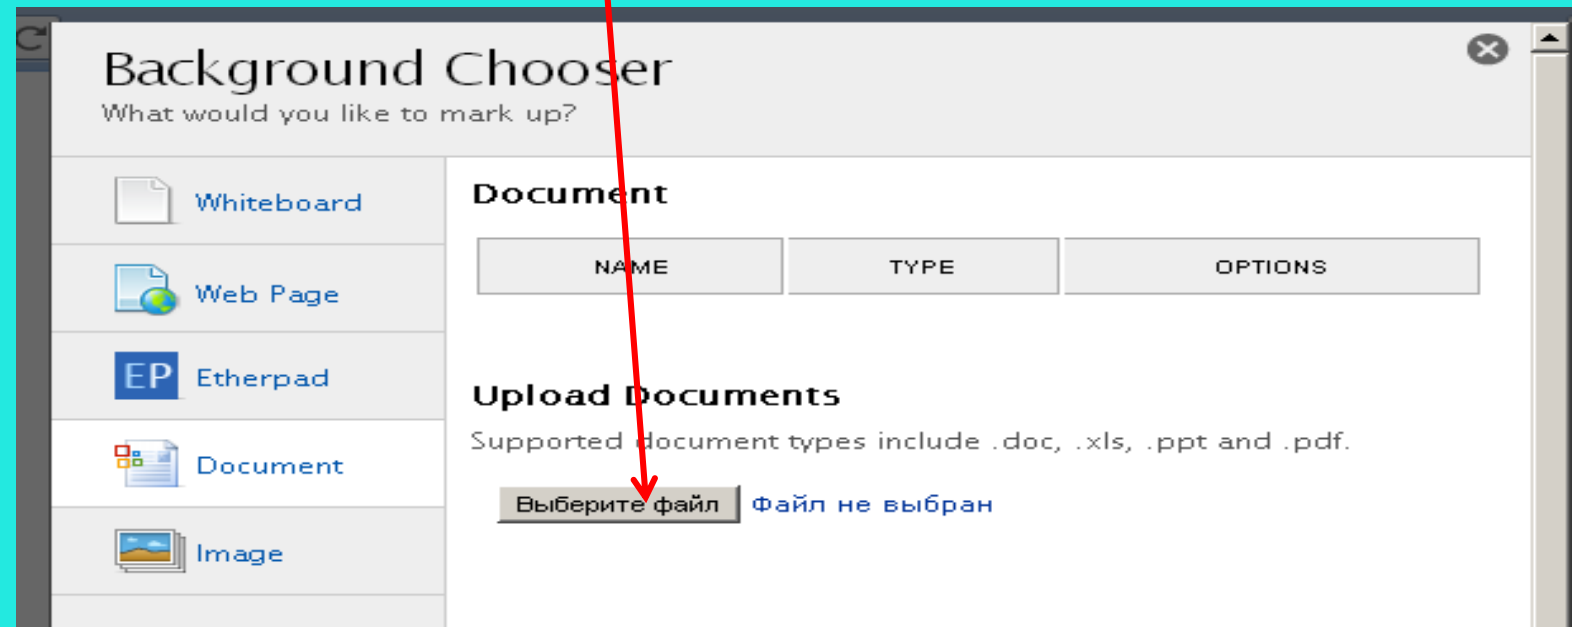 Background Chooser
What would you like to mark up?
Whiteboard
Web Page
EP Etherpad
Document
Image
Document
NAME TYPE OPTIONS
Upload Documents
Supported document types include .doc, .xls, .ppt and .pdf.
Выберите файл Файл не выбран